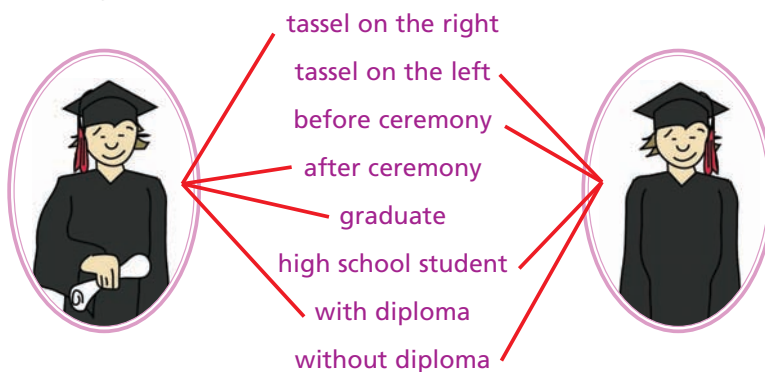 tassel on the right
tassel on the left
before ceremony
after ceremony
graduate
high school student
with diploma
without diploma